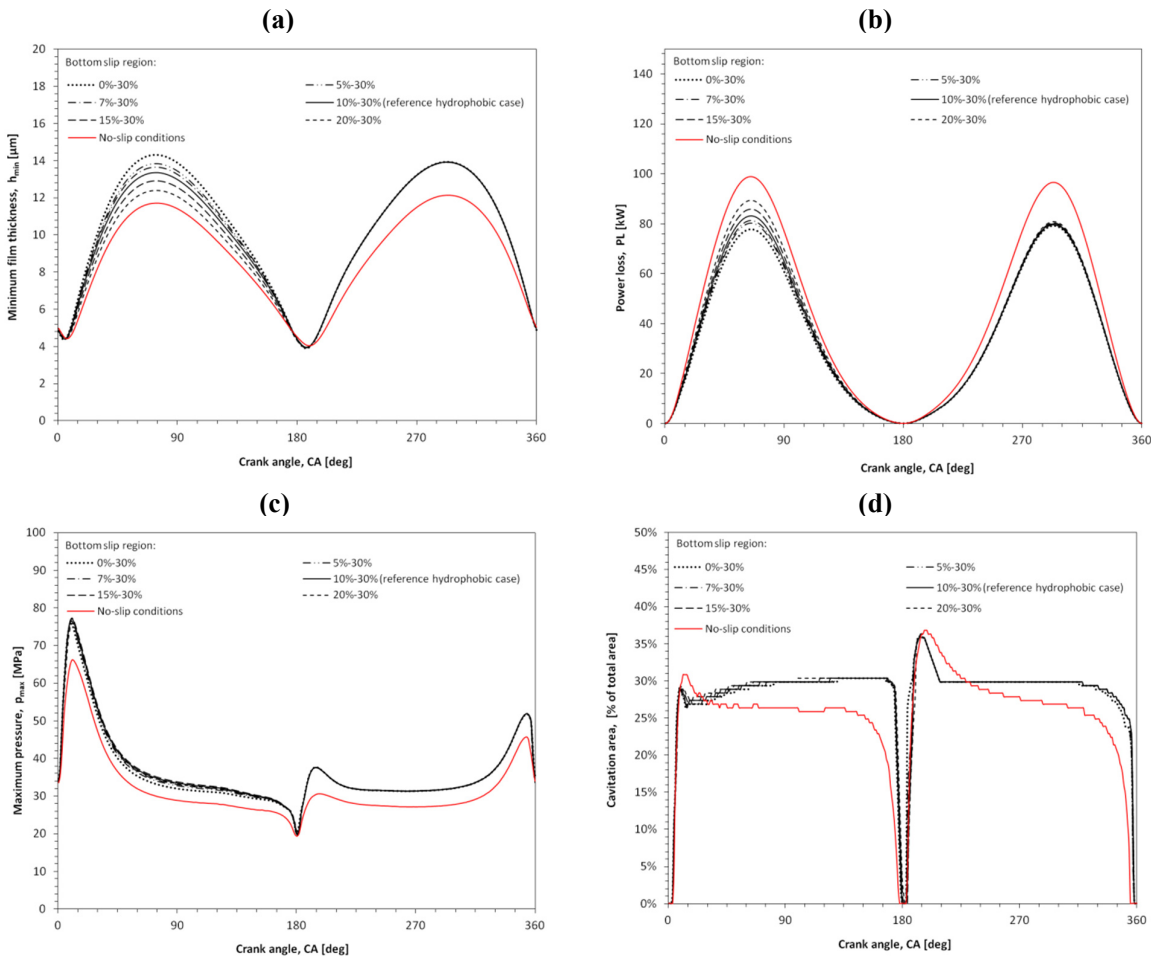 (a)
20
18
16
14
12
10
8
6
4
2
0
Minimum film thickness, hmin [μm]
Bottom slip region:
0%-30% 5%-30%
7%-30% 10%-30% (reference hydrophobic case)
15%-30% 20%-30%
No-slip conditions
0 90 180 270 360
Crank angle, CA [deg]
(b)
140
120
100
80
60
40
20
0
Power loss, PL [kW]
Bottom slip region:
0%-30% 5%-30%
7%-30% 10%-30% (reference hydrophobic case)
15%-30% 20%-30%
No-slip conditions
0 90 180 270 360
Crank angle, CA [deg]
(c)
100
90
80
70
60
50
40
30
20
10
0
Maximum pressure, pmax [MPa]
Bottom slip region:
0%-30% 5%-30%
7%-30% 10%-30% (reference hydrophobic case)
15%-30% 20%-30%
No-slip conditions
0 90 180 270 360
Crank angle, CA [deg]
(d)
50%
45%
40%
35%
30%
25%
20%
15%
10%
5%
0%
Cavitation area, [% of total area]
Bottom slip region:
0%-30% 5%-30%
7%-30% 10%-30% (reference hydrophobic case)
15%-30% 20%-30%
No-slip conditions
0 90 180 270 360
Crank angle, CA [deg]